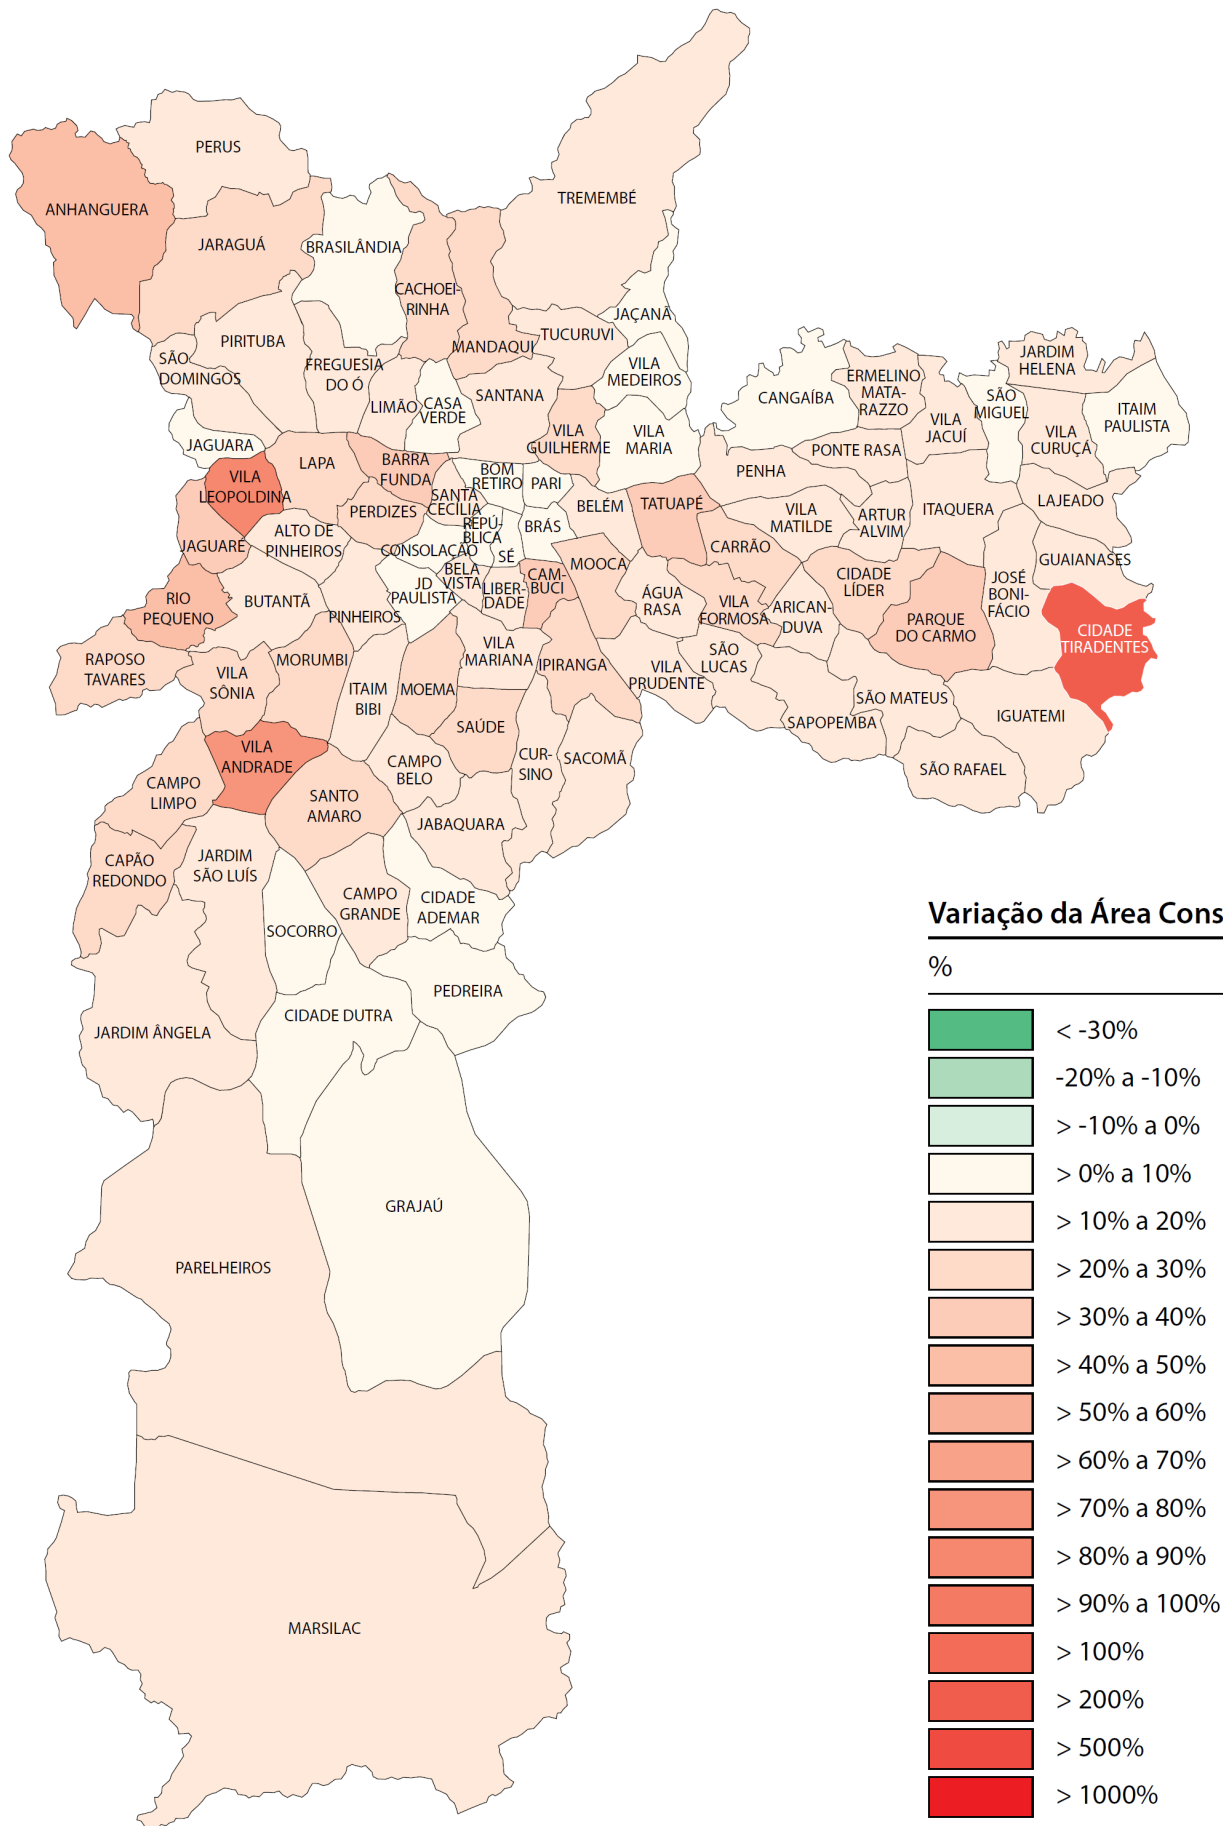 PERUS
ANHANGUERA
TREMEMBÉ
JARAGUÁ
BRASILÂNDIA
CACHOEI-
RINHA
JAÇANÃ
PIRITUBA
TUCURUVI
MANDAQUI
SÃO
DOMINGOS
FREGUESIA
DO Ó
VILA
MEDEIROS
JARDIM
HELENA
LIMÃO
CASA
VERDE
SANTANA
CANGAÍBA
ERMELINO
MATA-
RAZZO
SÃO
MIGUEL
ITAIM
PAULISTA
JAGUARA
VILA
GUILHERME
VILA
MARIA
VILA
JACUÍ
VILA
CURUÇÁ
PONTE RASA
LAPA
BARRA
FUNDA
VILA
LEOPOLDINA
BOM
RETIRO
PARI
PENHA
SANTA
CECÍLIA
PERDIZES
BELÉM
TATUAPÉ
VILA
MATILDE
ARTUR
ALVIM
ITAQUERA
LAJEADO
REPÚ-
BLICA
BRÁS
JAGUARÉ
ALTO DE
PINHEIROS
CONSOLAÇÃO
SÉ
CARRÃO
MOOCA
GUAIANASES
BELA
VISTA
JD
PAULISTA
LIBER-
DADE
CAM-
BUCI
CIDADE
LÍDER
JOSÉ
BONI-
FÁCIO
RIO
PEQUENO
BUTANTÃ
PINHEIROS
ÁGUA
RASA
VILA
FORMOSA
ARICAN-
DUVA
PARQUE
DO CARMO
CIDADE
TIRADENTES
RAPOSO
TAVARES
VILA
SÔNIA
MORUMBI
VILA
MARIANA
IPIRANGA
SÃO
LUCAS
VILA
PRUDENTE
ITAIM
BIBI
MOEMA
SÃO MATEUS
SAPOPEMBA
IGUATEMI
SAÚDE
VILA
ANDRADE
CAMPO
BELO
CUR-
SINO
SACOMÃ
SÃO RAFAEL
CAMPO
LIMPO
SANTO
AMARO
JABAQUARA
CAPÃO
REDONDO
JARDIM
SÃO LUÍS
CAMPO
GRANDE
CIDADE
ADEMAR
SOCORRO
PEDREIRA
CIDADE DUTRA
JARDIM ÂNGELA
GRAJAÚ
PARELHEIROS
MARSILAC
Variação da Área Cons
%
< -30%
-20% a -10%
> -10% a 0%
> 0% a 10%
> 10% a 20%
> 20% a 30%
> 30% a 40%
> 40% a 50%
> 50% a 60%
> 60% a 70%
> 70% a 80%
> 80% a 90%
> 90% a 100%
> 100%
> 200%
> 500%
> 1000%